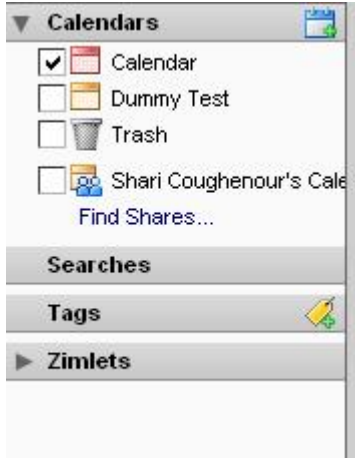 Calendars
Calendar
Dummy Test
Trash
Shari Coughenour's Cale
Find Shares...
Searches
Tags
Zimlets